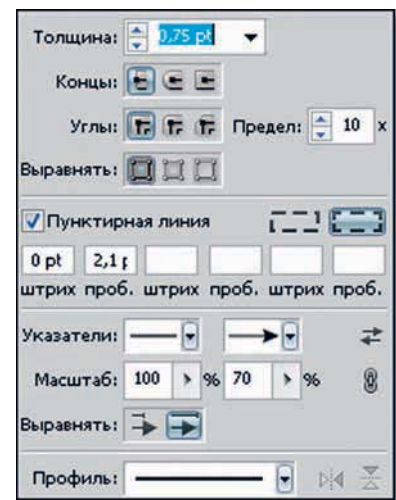 Толщина: 0,75 pt
Концы:
Углы: Предел: 10 x
Выравнять:
Пунктирная линия
0 pt 2,1 p
штрих проб. штрих проб. штрих проб.
Указатели:
Масштаб: 100 % 70 %
Выравнять:
Профиль: